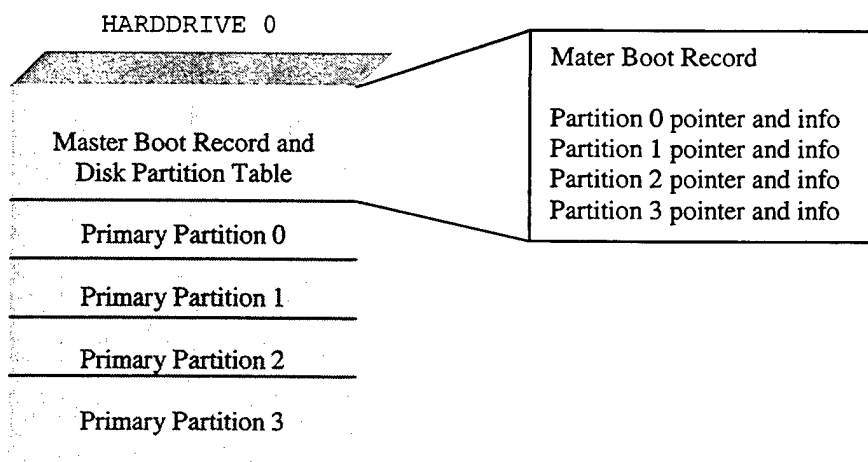 HARDDRIVE 0
Master Boot Record and
Disk Partition Table
Primary Partition 0
Primary Partition 1
Primary Partition 2
Primary Partition 3
Mater Boot Record
Partition 0 pointer and info
Partition 1 pointer and info
Partition 2 pointer and info
Partition 3 pointer and info